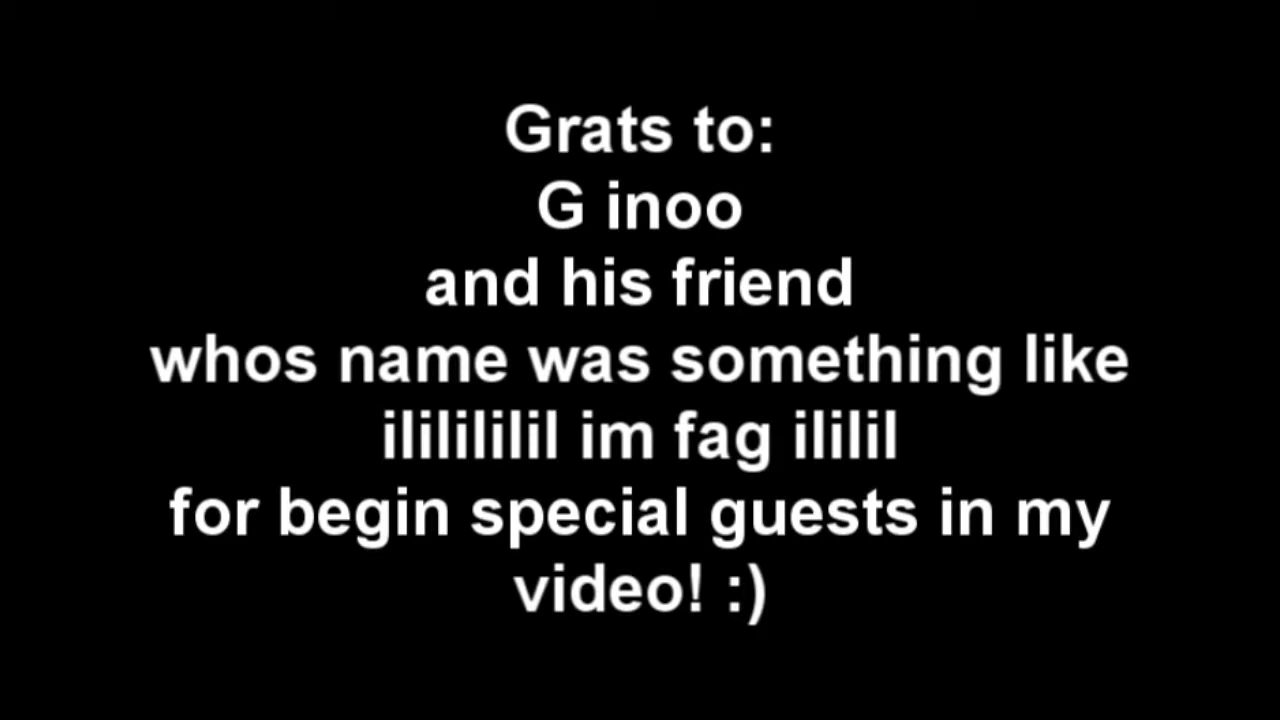 Grats to:
G inoo
and his friend
whos name was something like
ilililililil im fag ililil
for begin special guests in my
video! :)